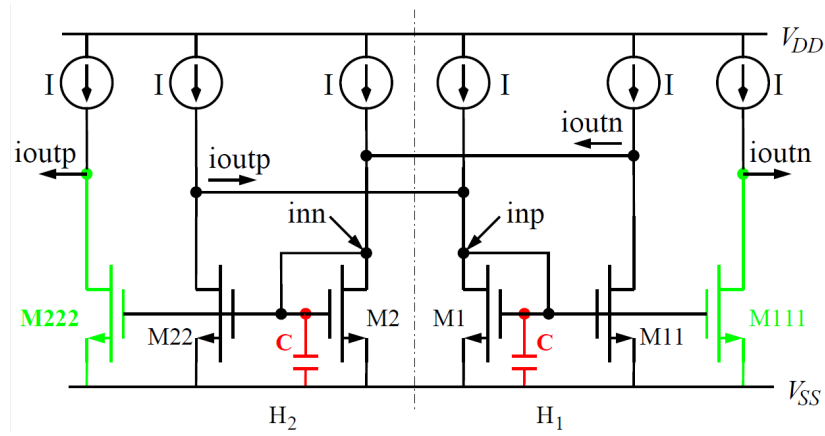 V_DD
I I I I I I
ioutn
ioutp ioutp ioutn
inn inp
M222 M22 M2 M1 M11 M111
C C
V_SS
H_2 H_1